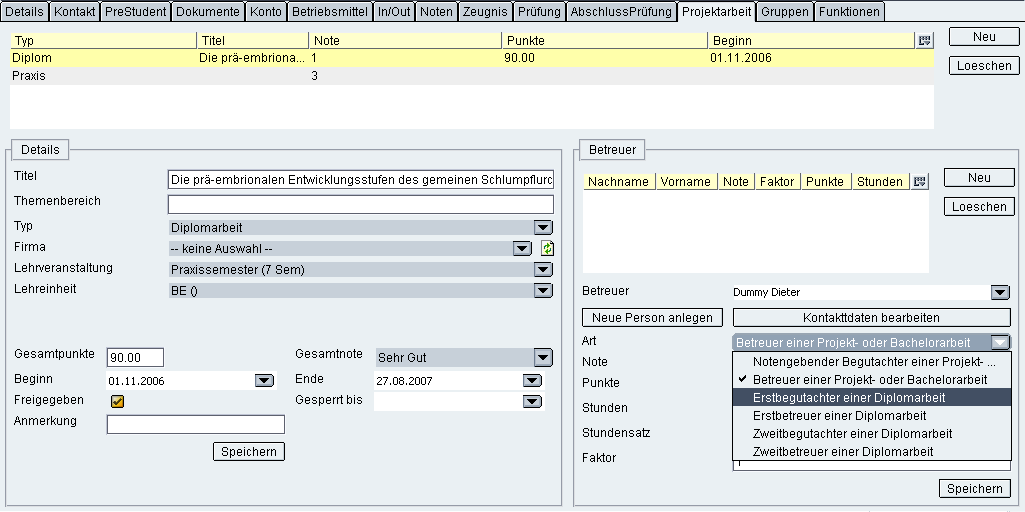 Details Kontakt PreStudent Dokumente Konto Betriebsmittel In/Out Noten Zeugnis Prüfung AbschlussPrüfung Projektarbeit Gruppen Funktionen
Typ Titel Note Punkte Beginn
Neu
Diplom Die prä-embriona... 1 90.00 01.11.2006
Loeschen
Praxis 3
Details
Titel Die prä-embrionalen Entwicklungsstufen des gemeinen Schlumpflurc
Themenbereich
Typ Diplomarbeit
Firma -- keine Auswahl --
Lehrveranstaltung Praxissemester (7 Sem)
Lehreinheit BE ()
Gesamtpunkte 90.00 Gesamtnote Sehr Gut
Beginn 01.11.2006 Ende 27.08.2007
Freigegeben Gesperrt bis
Anmerkung
Speichern
Betreuer
Nachname Vorname Note Faktor Punkte Stunden
Neu
Loeschen
Betreuer Dummy Dieter
Neue Person anlegen Kontakttdaten bearbeiten
Art Betreuer einer Projekt- oder Bachelorarbeit
Note Notengebender Begutachter einer Projekt- ...
Punkte Betreuer einer Projekt- oder Bachelorarbeit
Erstbegutachter einer Diplomarbeit
Stunden Erstbetreuer einer Diplomarbeit
Stundensatz Zweitbegutachter einer Diplomarbeit
Faktor Zweitbetreuer einer Diplomarbeit
Speichern